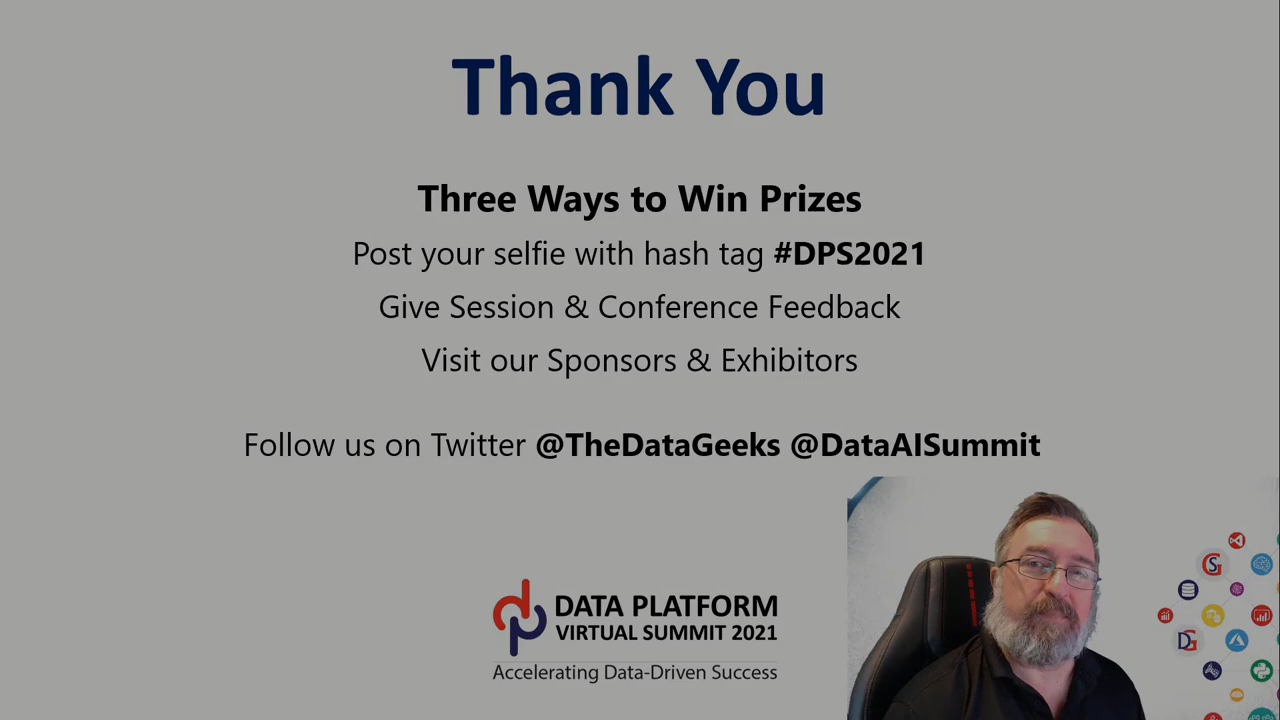 Thank You
Three Ways to Win Prizes
Post your selfie with hash tag #DPS2021
Give Session & Conference Feedback
Visit our Sponsors & Exhibitors
Follow us on Twitter @TheDataGeeks @DataAISummit
DATA PLATFORM
VIRTUAL SUMMIT 2021
Accelerating Data-Driven Success